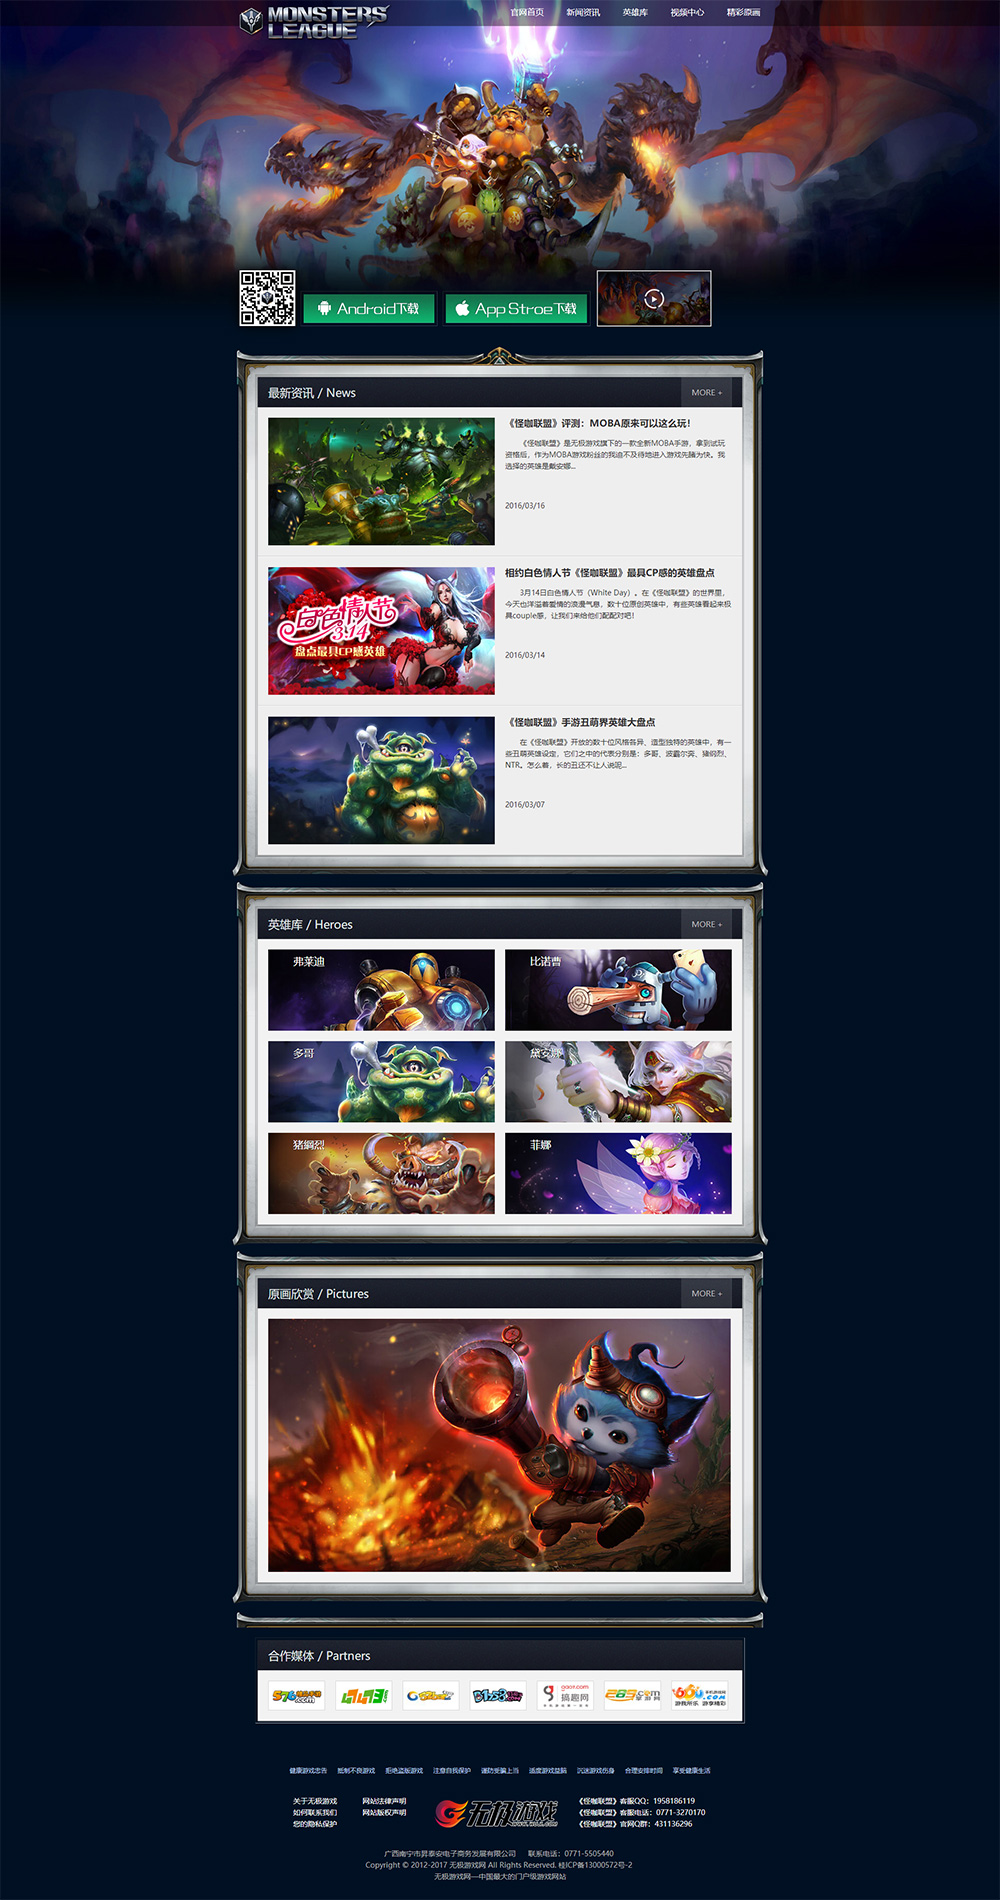 MONSTERS
LEAGUE
官网首页 新闻资讯 英雄库 视频中心 精彩原画
Android下载 App Stroe下载
最新资讯 / News MORE +
《怪咖联盟》评测：MOBA原来可以这么玩！
《怪咖联盟》是无极游戏旗下的一款全新MOBA手游，拿到试玩
资格后，作为MOBA游戏粉丝的我迫不及待地进入游戏先睹为快。我
选择的英雄是戴安娜...
2016/03/16
白色情人节
3.14
盘点最具CP感英雄
相约白色情人节《怪咖联盟》最具CP感的英雄盘点
3月14日白色情人节（White Day）。在《怪咖联盟》的世界里，
今天也洋溢着爱情的浪漫气息，数十位原创英雄中，有些英雄看起来极
具couple感，让我们来给他们配配对吧！
2016/03/14
《怪咖联盟》手游丑萌界英雄大盘点
在《怪咖联盟》开放的数十位风格各异、造型独特的英雄中，有一
些丑萌英雄设定，它们之中的代表分别是：多哥、波霸尔宾、猪纲烈、
NTR。怎么着，长的丑还不让人说呢...
2016/03/07
英雄库 / Heroes MORE +
弗莱迪 比诺曹
多哥 黛安娜
猪纲烈 菲娜
原画欣赏 / Pictures MORE +
合作媒体 / Partners
576 .com
17173
搞趣网
健康游戏忠告 抵制不良游戏 拒绝盗版游戏 注意自我保护 谨防受骗上当 适度游戏益脑 沉迷游戏伤身 合理安排时间 享受健康生活
关于无极游戏 网站法律声明
如何联系我们 网站版权声明
您的隐私保护
无极游戏
《怪咖联盟》客服QQ：1958186119
《怪咖联盟》客服电话：0771-3270170
《怪咖联盟》官网Q群：431136296
广西南宁市昇泰安电子商务发展有限公司 联系电话：0771-5505440
Copyright © 2012-2017 无极游戏网 All Rights Reserved. 桂ICP备13000572号-2
无极游戏网—中国最大的门户级游戏网站